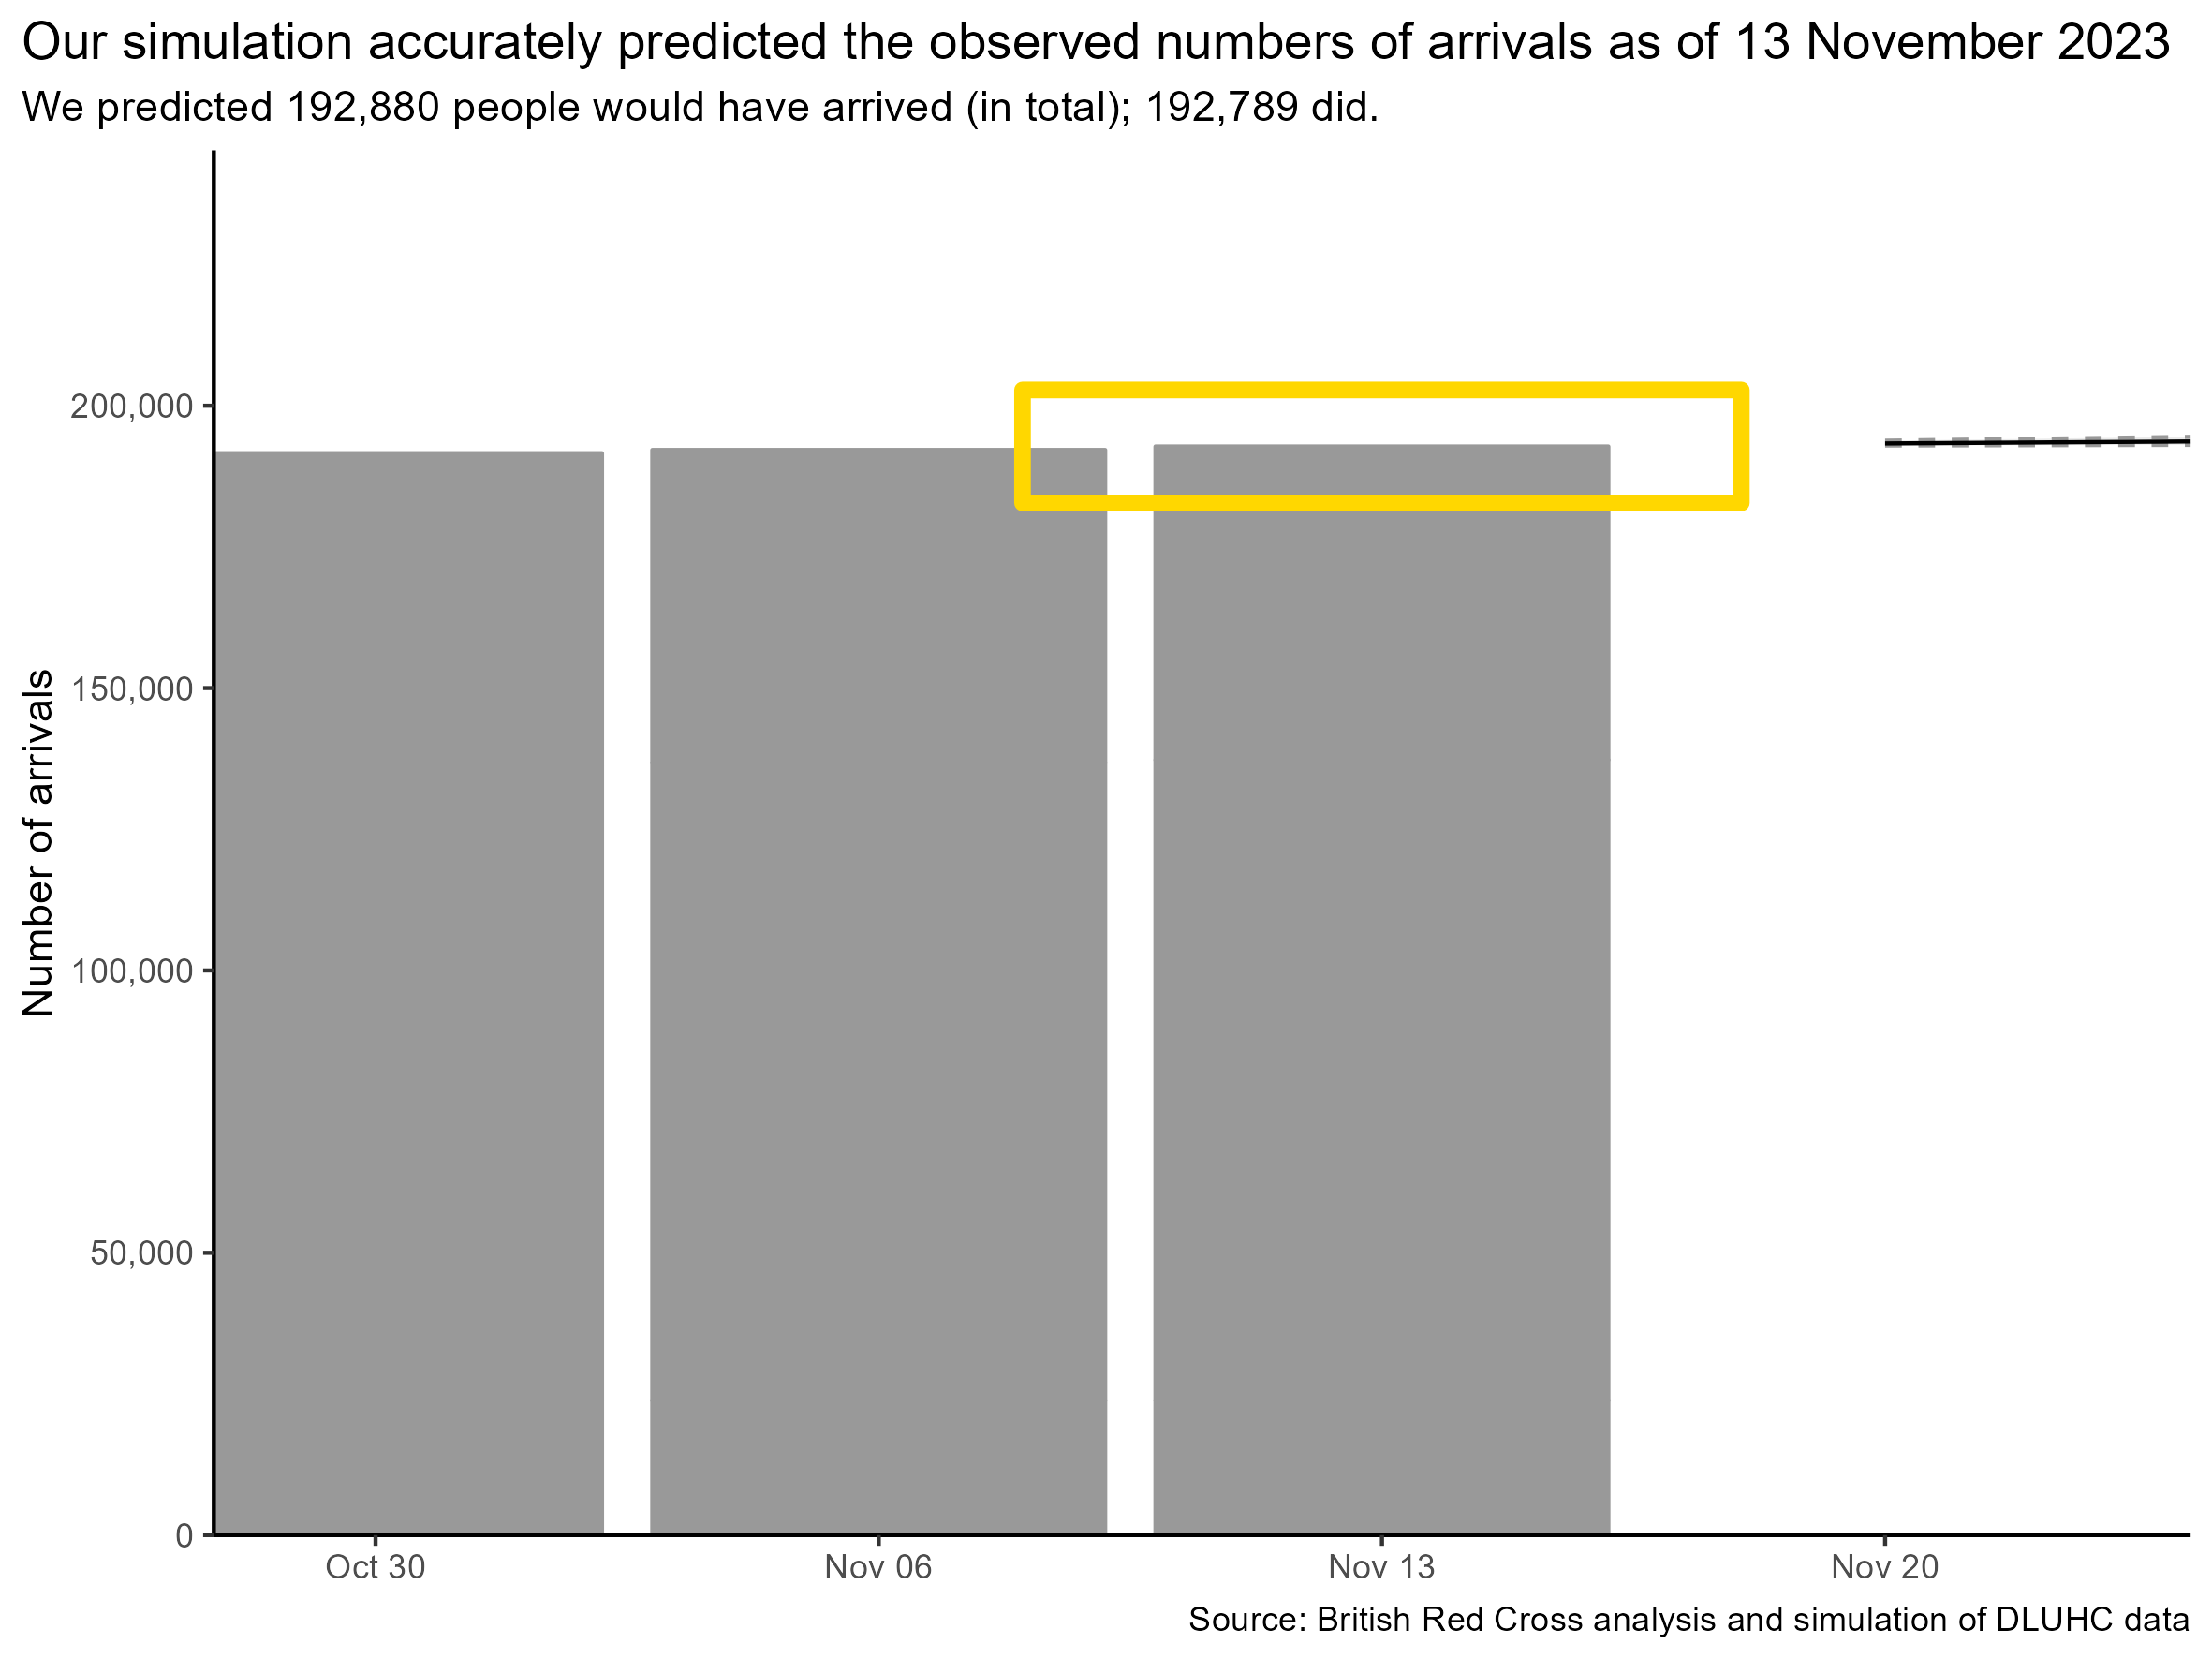 Our simulation accurately predicted the observed numbers of arrivals as of 13 November 2023
We predicted 192,880 people would have arrived (in total); 192,789 did.
Number of arrivals
200,000
150,000
100,000
50,000
0
Oct 30
Nov 06
Nov 13
Nov 20
Source: British Red Cross analysis and simulation of DLUHC data